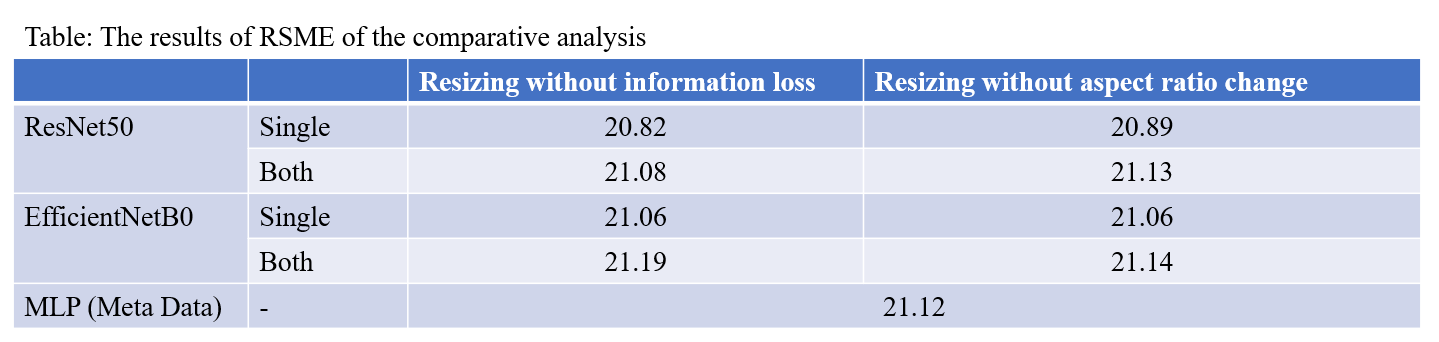 Table: The results of RSME of the comparative analysis
Resizing without information loss Resizing without aspect ratio change
ResNet50 Single 20.82 20.89
Both 21.08 21.13
EfficientNetB0 Single 21.06 21.06
Both 21.19 21.14
MLP (Meta Data) - 21.12